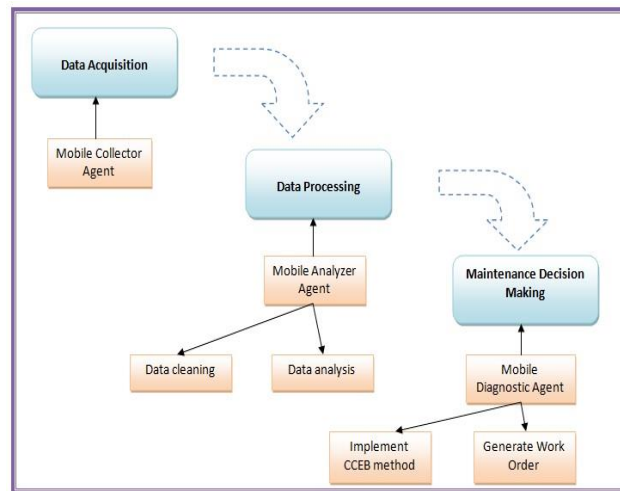 Data Acquisition
Mobile Collector
Agent
Data Processing
Mobile Analyzer
Agent
Maintenance Decision
Making
Data cleaning
Data analysis
Mobile
Diagnostic Agent
Implement
CCEB method
Generate Work
Order